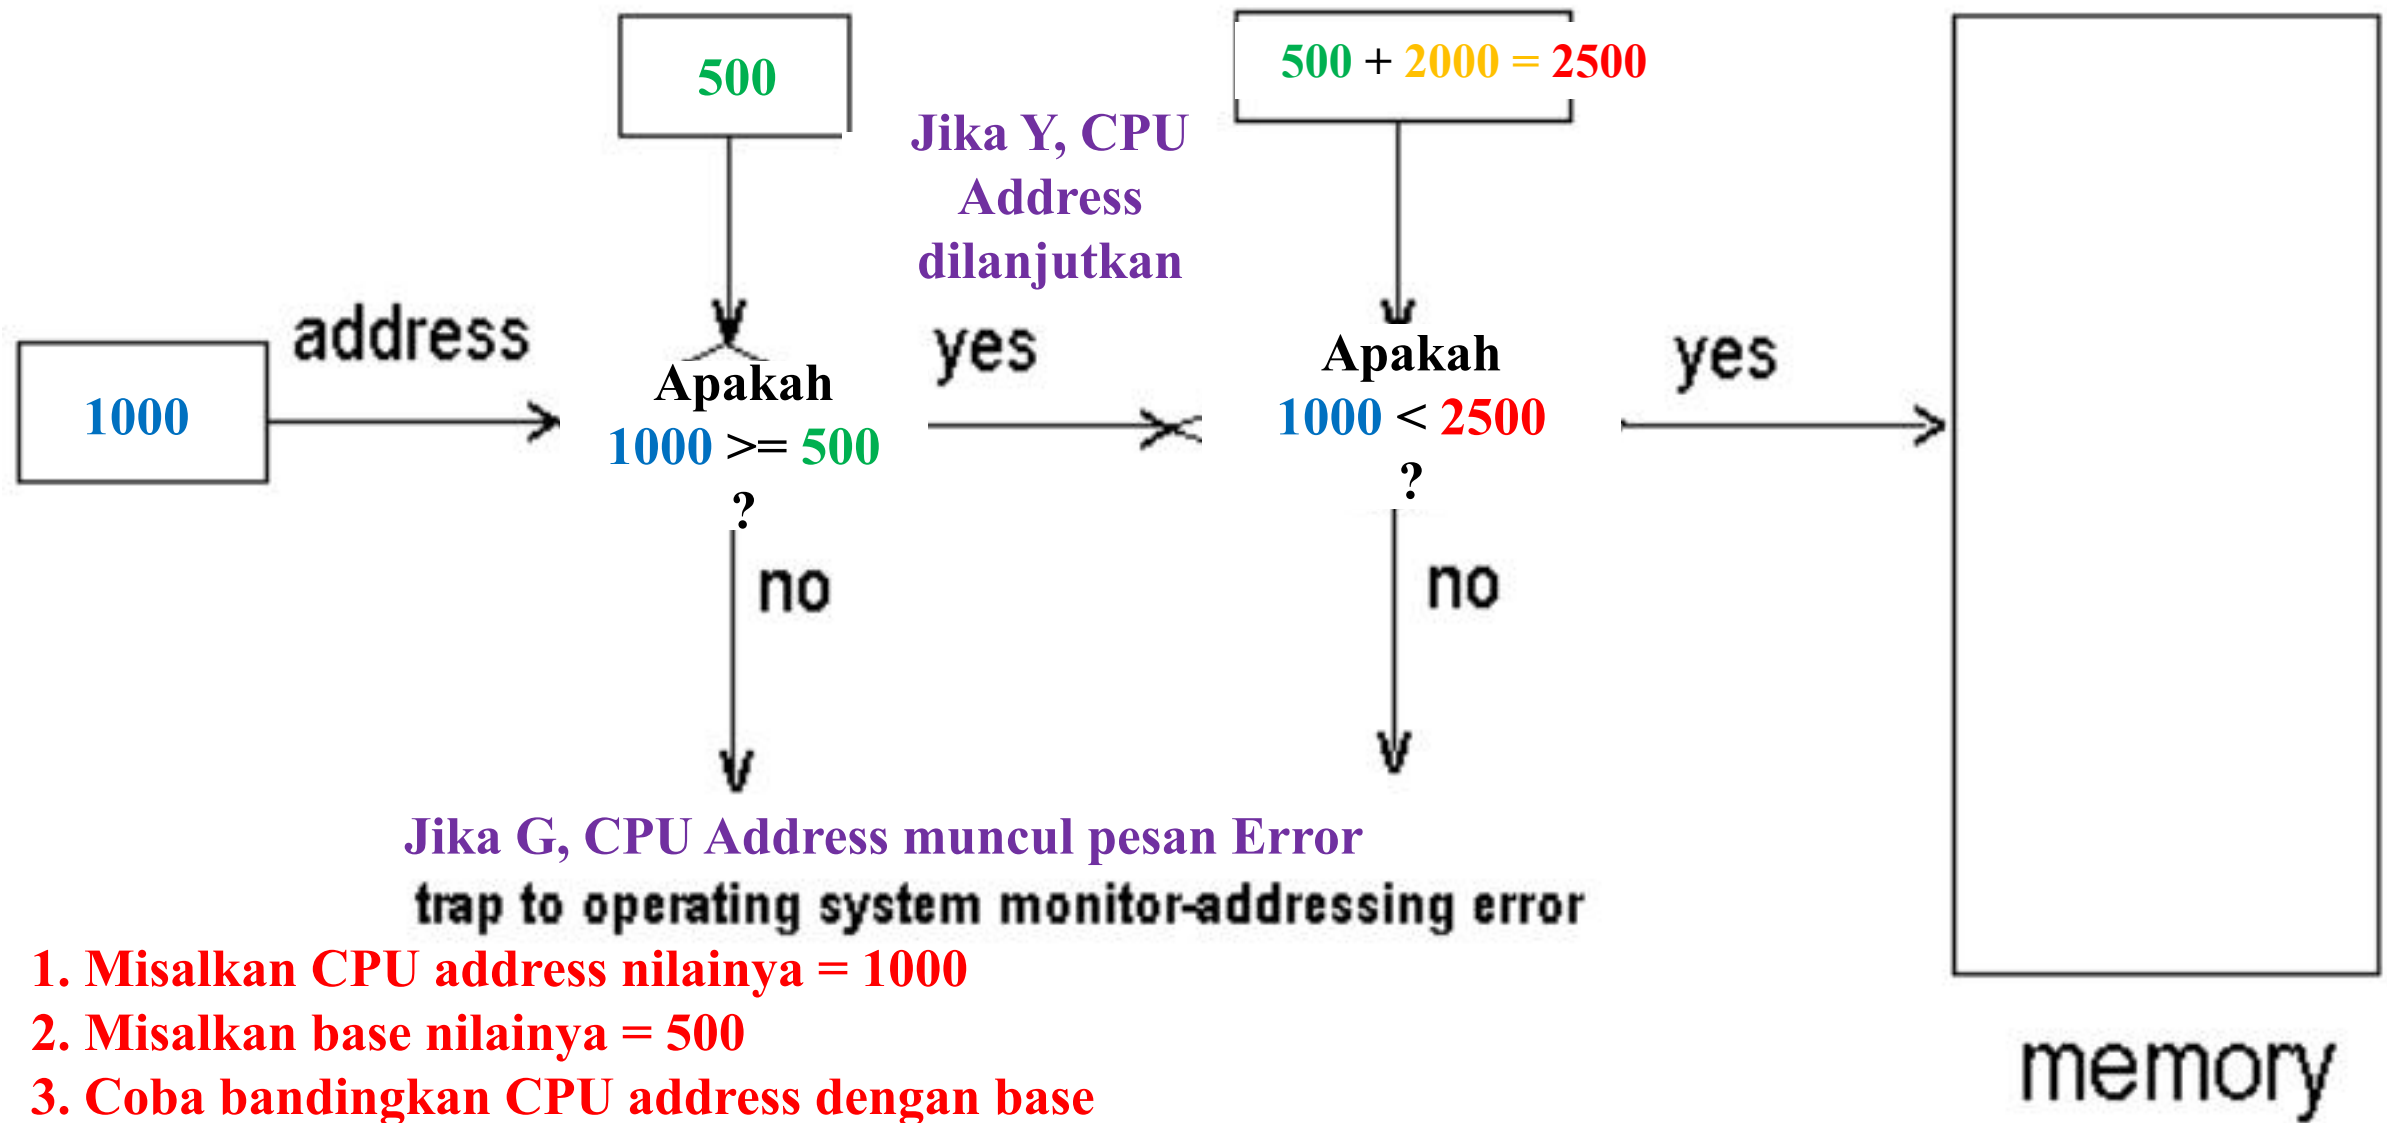 500
500 + 2000 = 2500
Jika Y, CPU
Address
dilanjutkan
address
1000
Apakah
1000 >= 500
?
yes
Apakah
1000 < 2500
?
yes
no
no
Jika G, CPU Address muncul pesan Error
trap to operating system monitor-addressing error
1. Misalkan CPU address nilainya = 1000
2. Misalkan base nilainya = 500
3. Coba bandingkan CPU address dengan base
memory